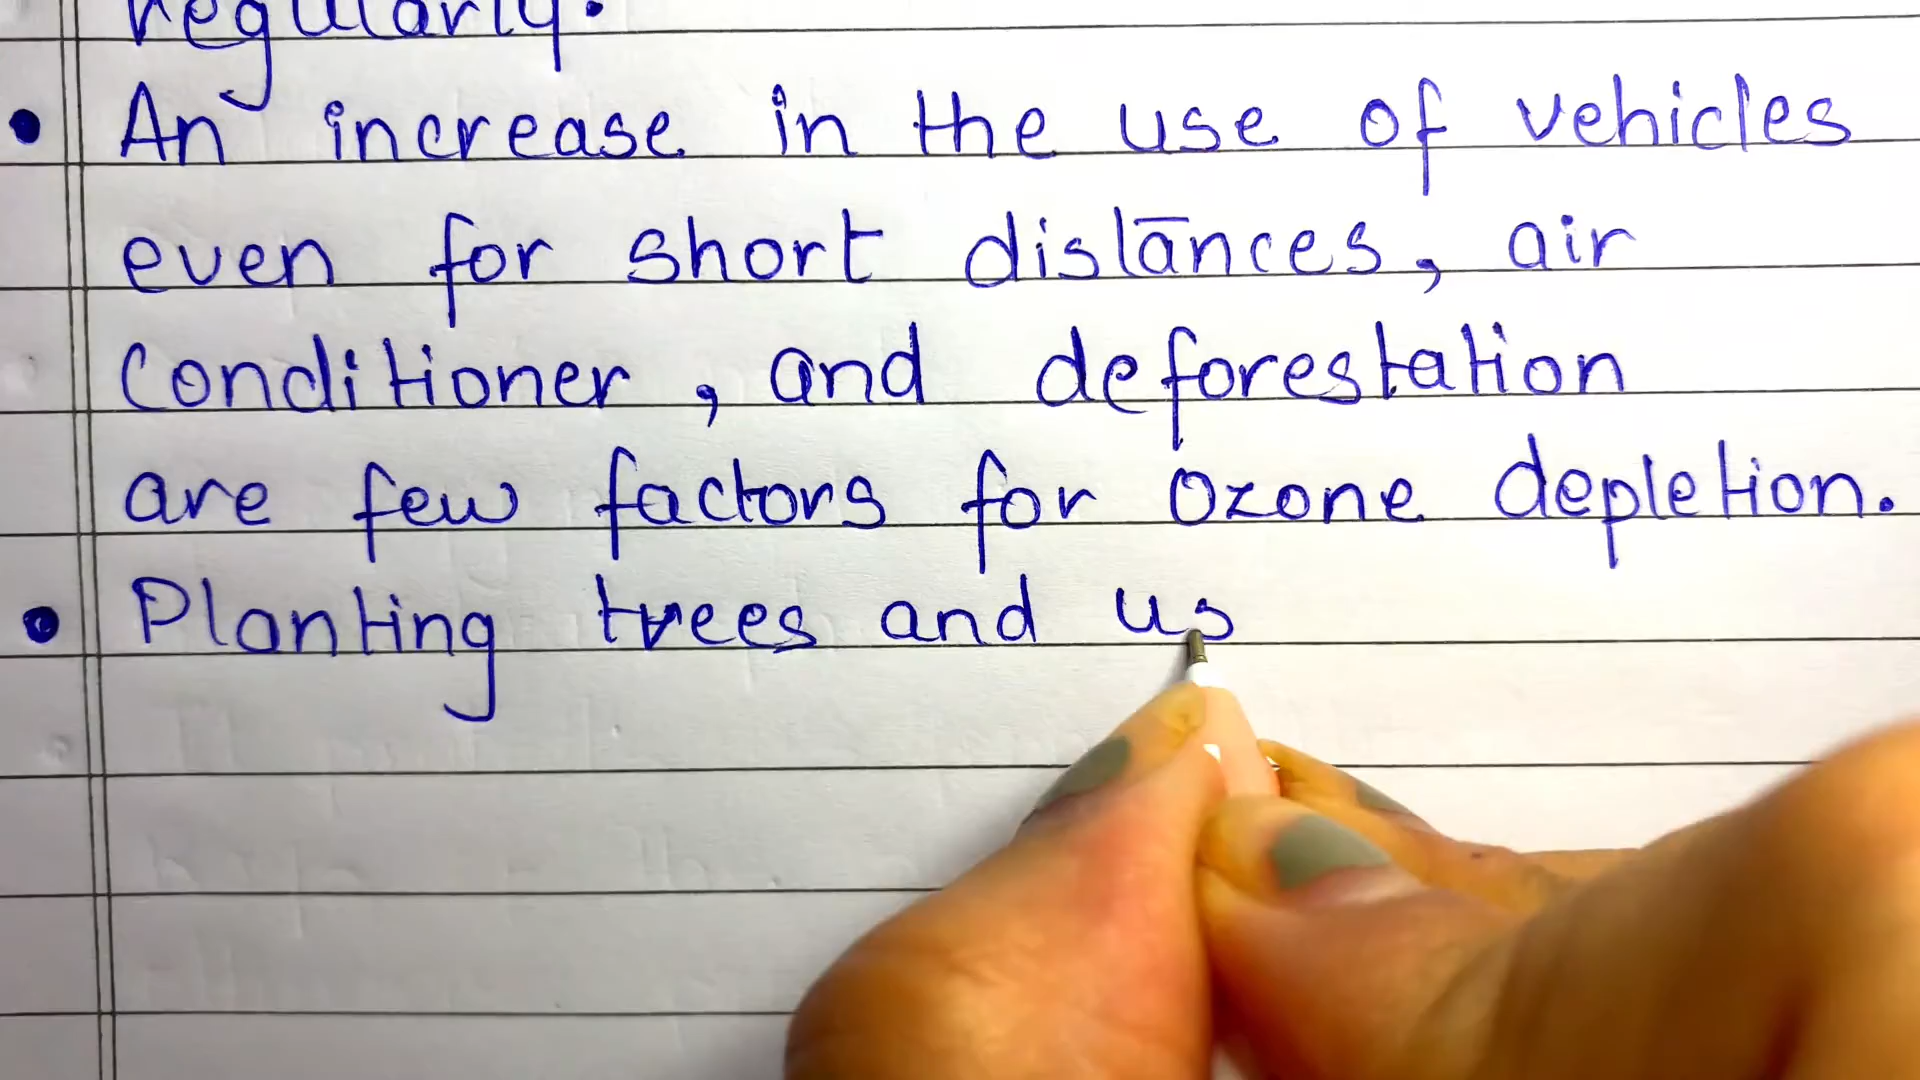 regularly.
• An increase in the use of vehicles
even for short distances, air
conditioner, and deforestation
are few factors for ozone depletion.
• Planting trees and us